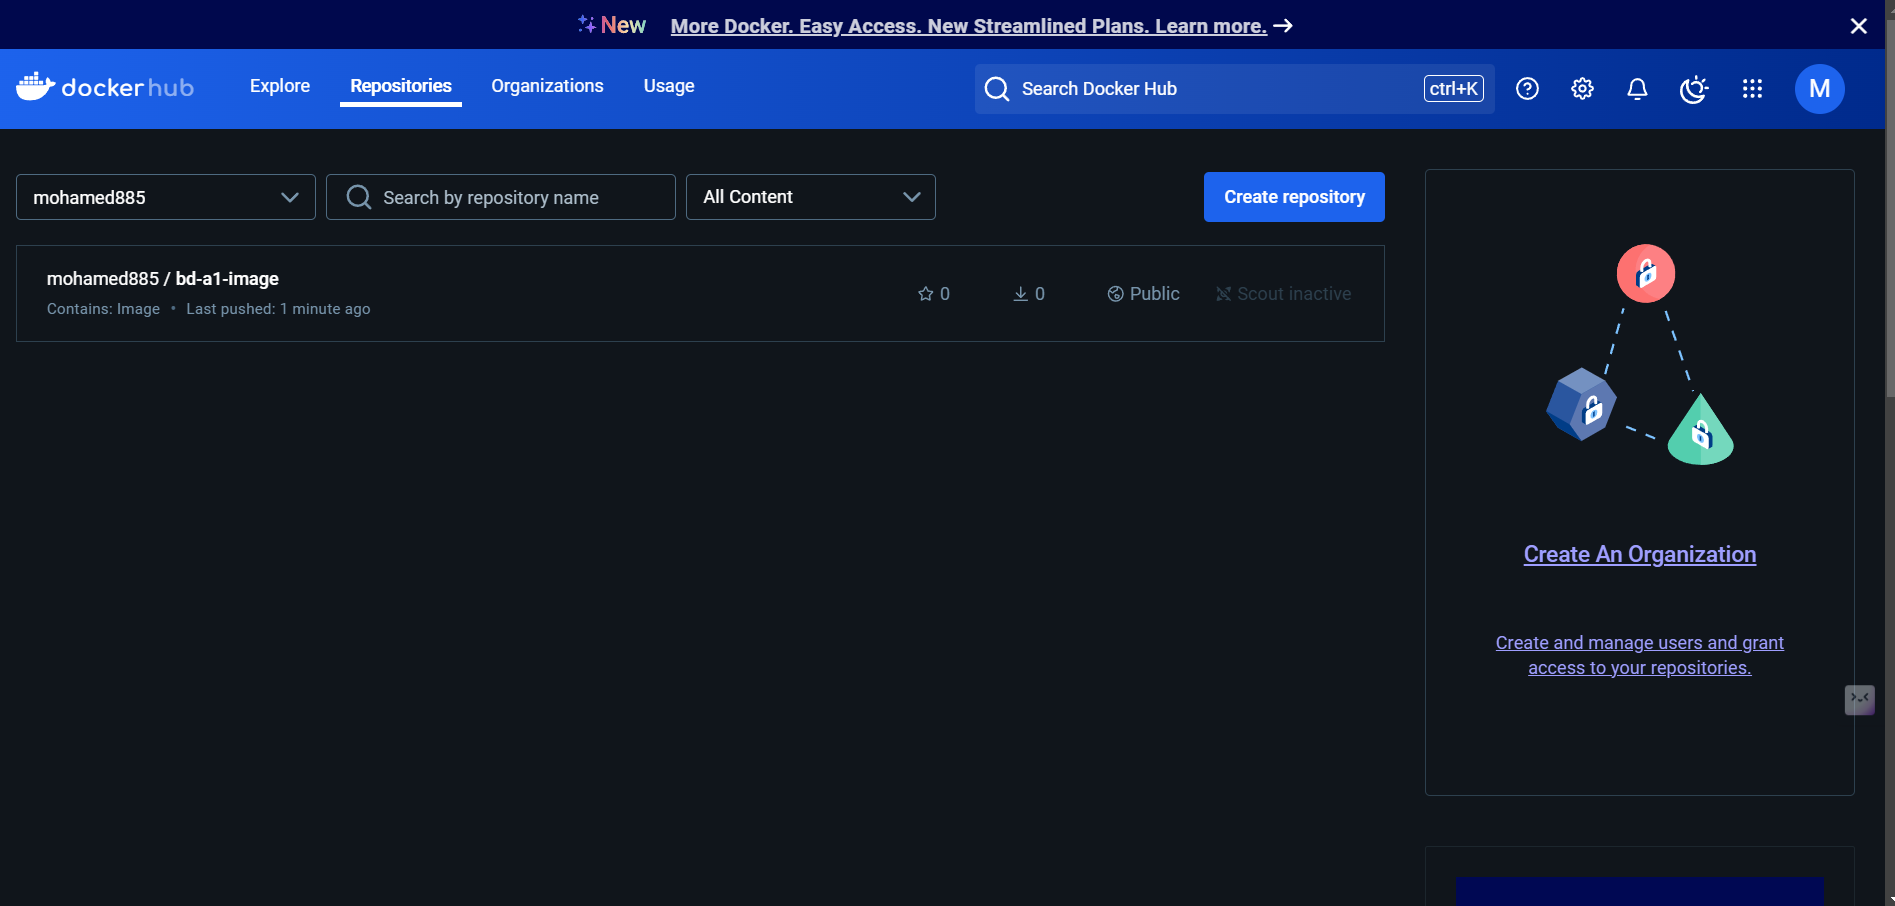 New More Docker. Easy Access. New Streamlined Plans. Learn more. →
docker hub Explore Repositories Organizations Usage Search Docker Hub ctrl+K M
mohamed885 Search by repository name All Content Create repository
mohamed885 / bd-a1-image
Contains: Image • Last pushed: 1 minute ago
0 0 Public Scout inactive
Create An Organization
Create and manage users and grant
access to your repositories.